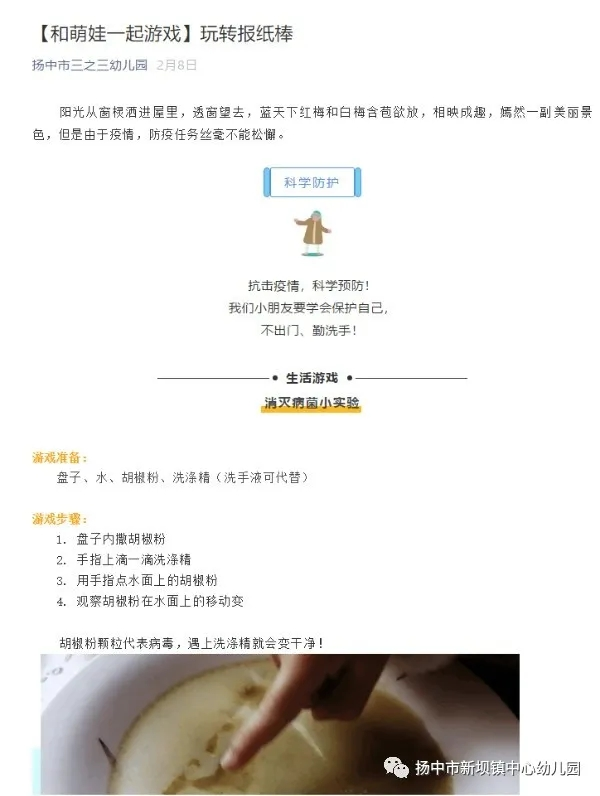 【和萌娃一起游戏】玩转报纸棒
扬中市三之三幼儿园 2月8日
阳光从窗棂洒进屋里，透窗望去，蓝天下红梅和白梅含苞欲放，相映成趣，嫣然一副美丽景
色，但是由于疫情，防疫任务丝毫不能松懈。
科学防护
抗击疫情，科学预防！
我们小朋友要学会保护自己，
不出门、勤洗手！
生活游戏
消灭病菌小实验
游戏准备：
盘子、水、胡椒粉、洗涤精（洗手液可代替）
游戏步骤：
1. 盘子内撒胡椒粉
2. 手指上滴一滴洗涤精
3. 用手指点水面上的胡椒粉
4. 观察胡椒粉在水面上的移动变
胡椒粉颗粒代表病毒，遇上洗涤精就会变干净！
扬中市新坝镇中心幼儿园